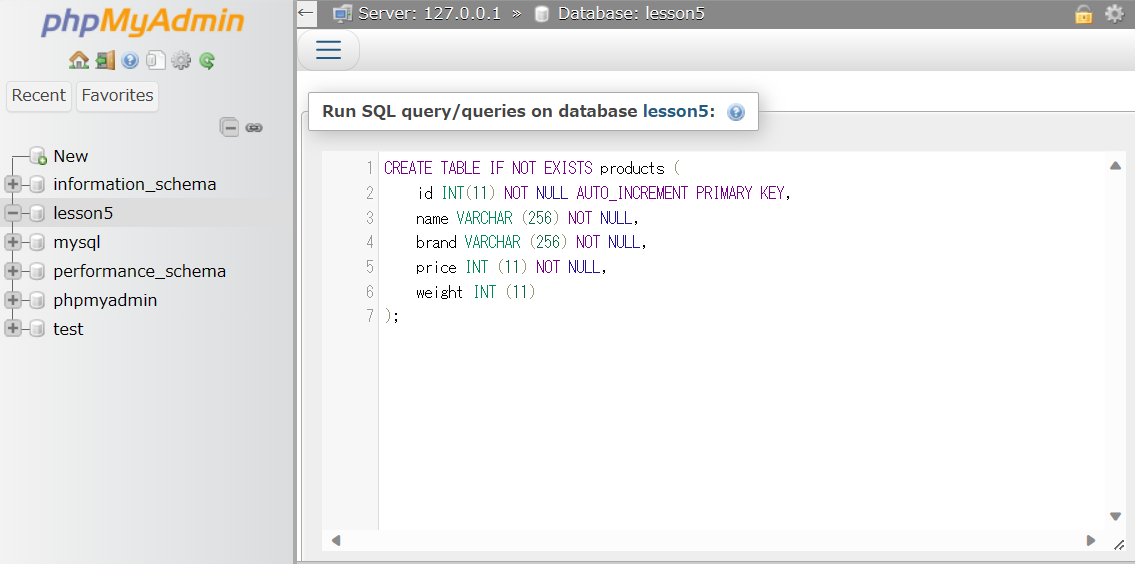 phpMyAdmin
Recent Favorites
New
information_schema
lesson5
mysql
performance_schema
phpmyadmin
test
Server: 127.0.0.1 » Database: lesson5
Run SQL query/queries on database lesson5:
1 CREATE TABLE IF NOT EXISTS products (
2 id INT(11) NOT NULL AUTO_INCREMENT PRIMARY KEY,
3 name VARCHAR (256) NOT NULL,
4 brand VARCHAR (256) NOT NULL,
5 price INT (11) NOT NULL,
6 weight INT (11)
7 );